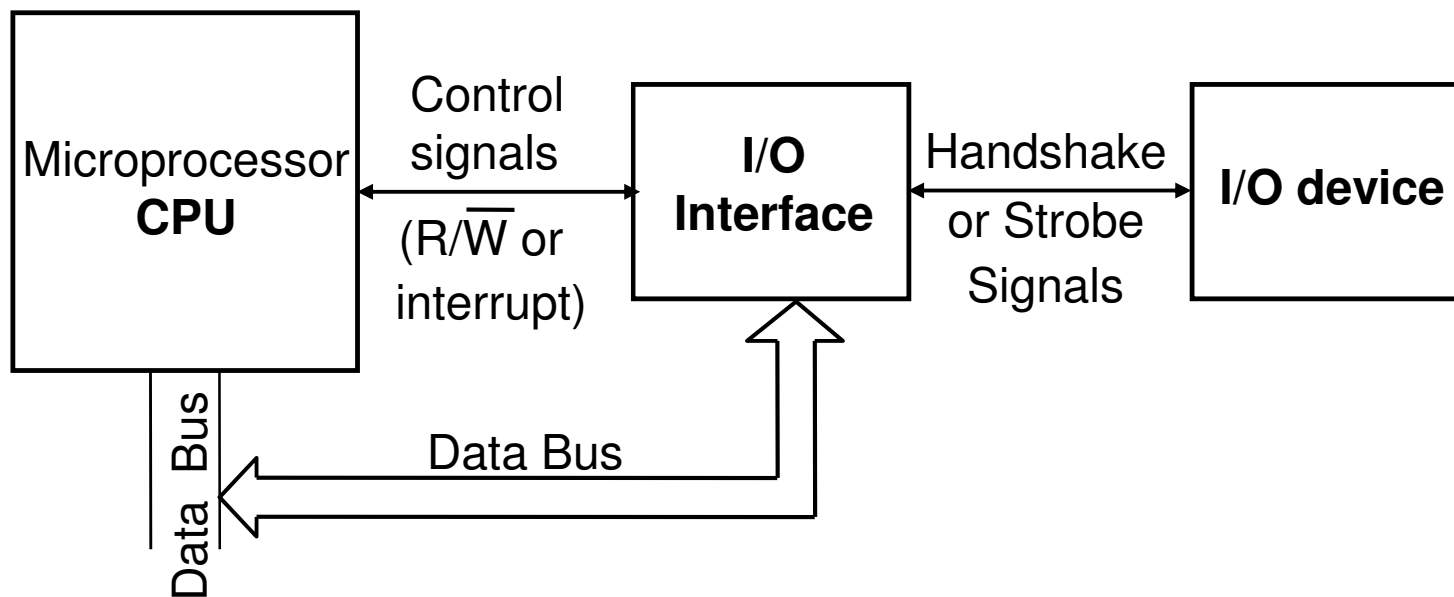 Microprocessor
CPU
Control
signals
(R/W̅ or
interrupt)
I/O
Interface
Handshake
or Strobe
Signals
I/O device
Data Bus
Data Bus